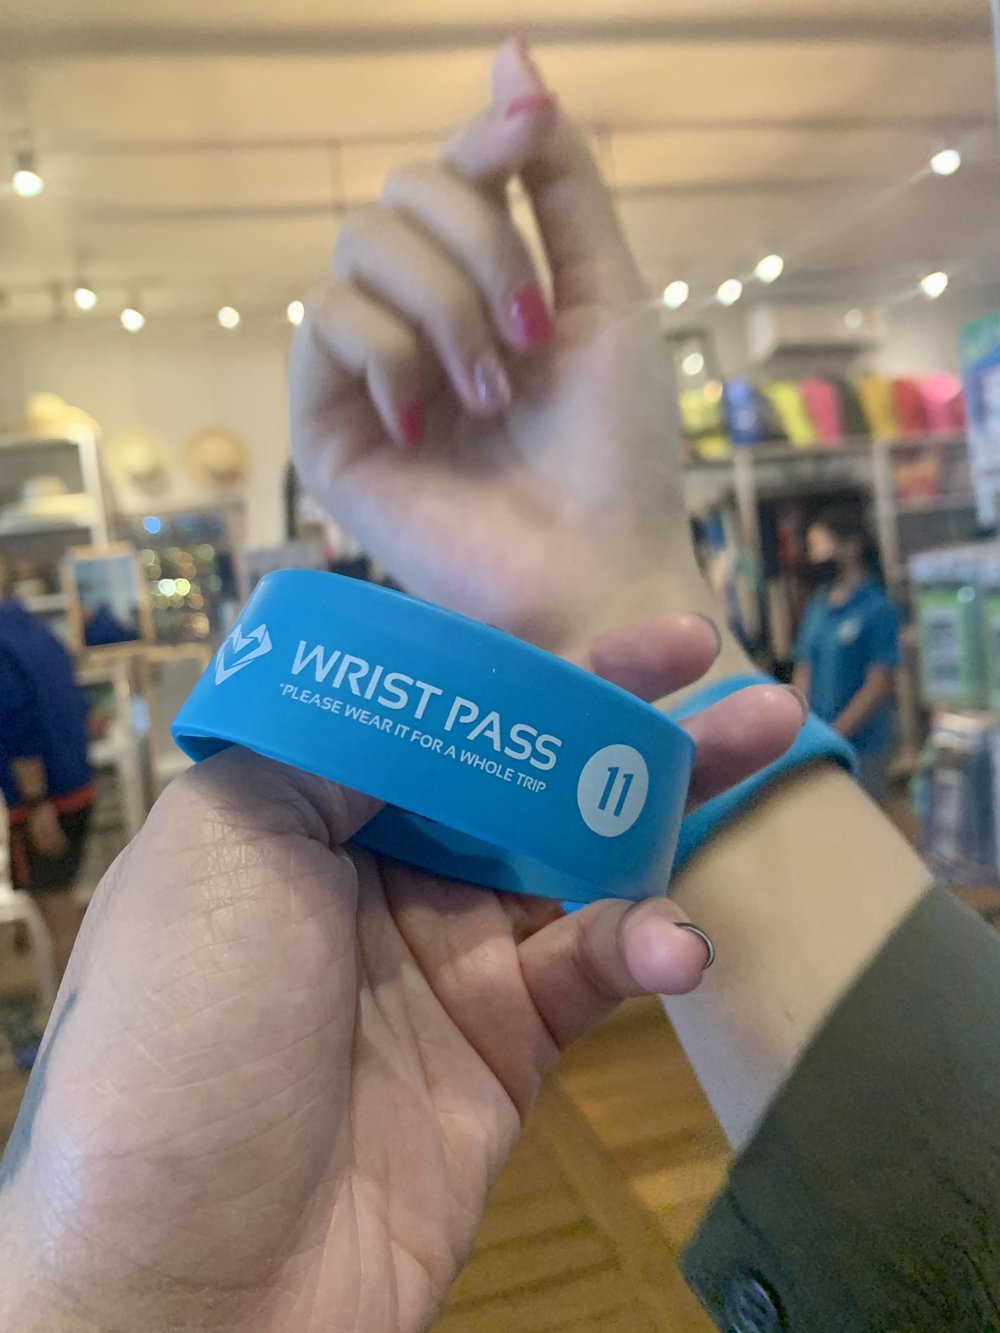 WRIST PASS
*PLEASE WEAR IT FOR A WHOLE TRIP
11